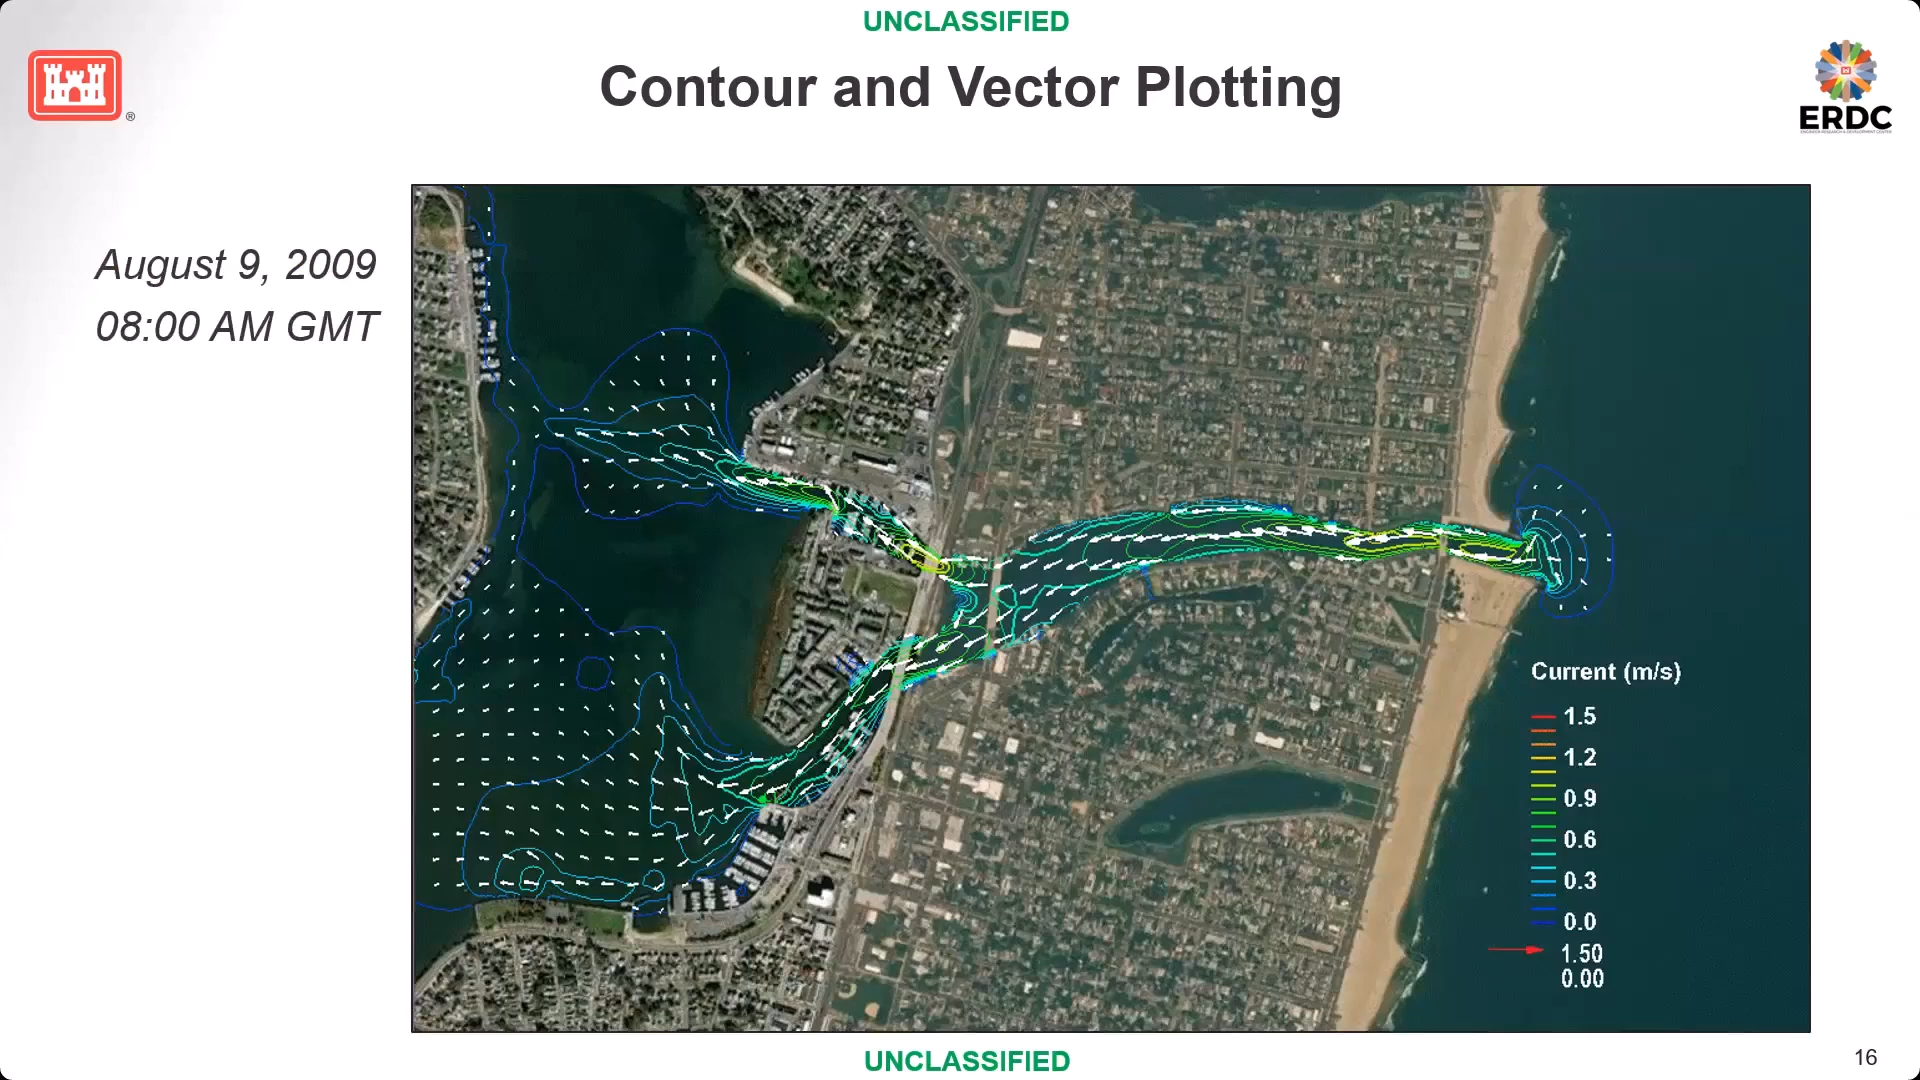 UNCLASSIFIED
Contour and Vector Plotting
®
ERDC
August 9, 2009
08:00 AM GMT
Current (m/s)
1.5
1.2
0.9
0.6
0.3
0.0
1.50
0.00
UNCLASSIFIED
16